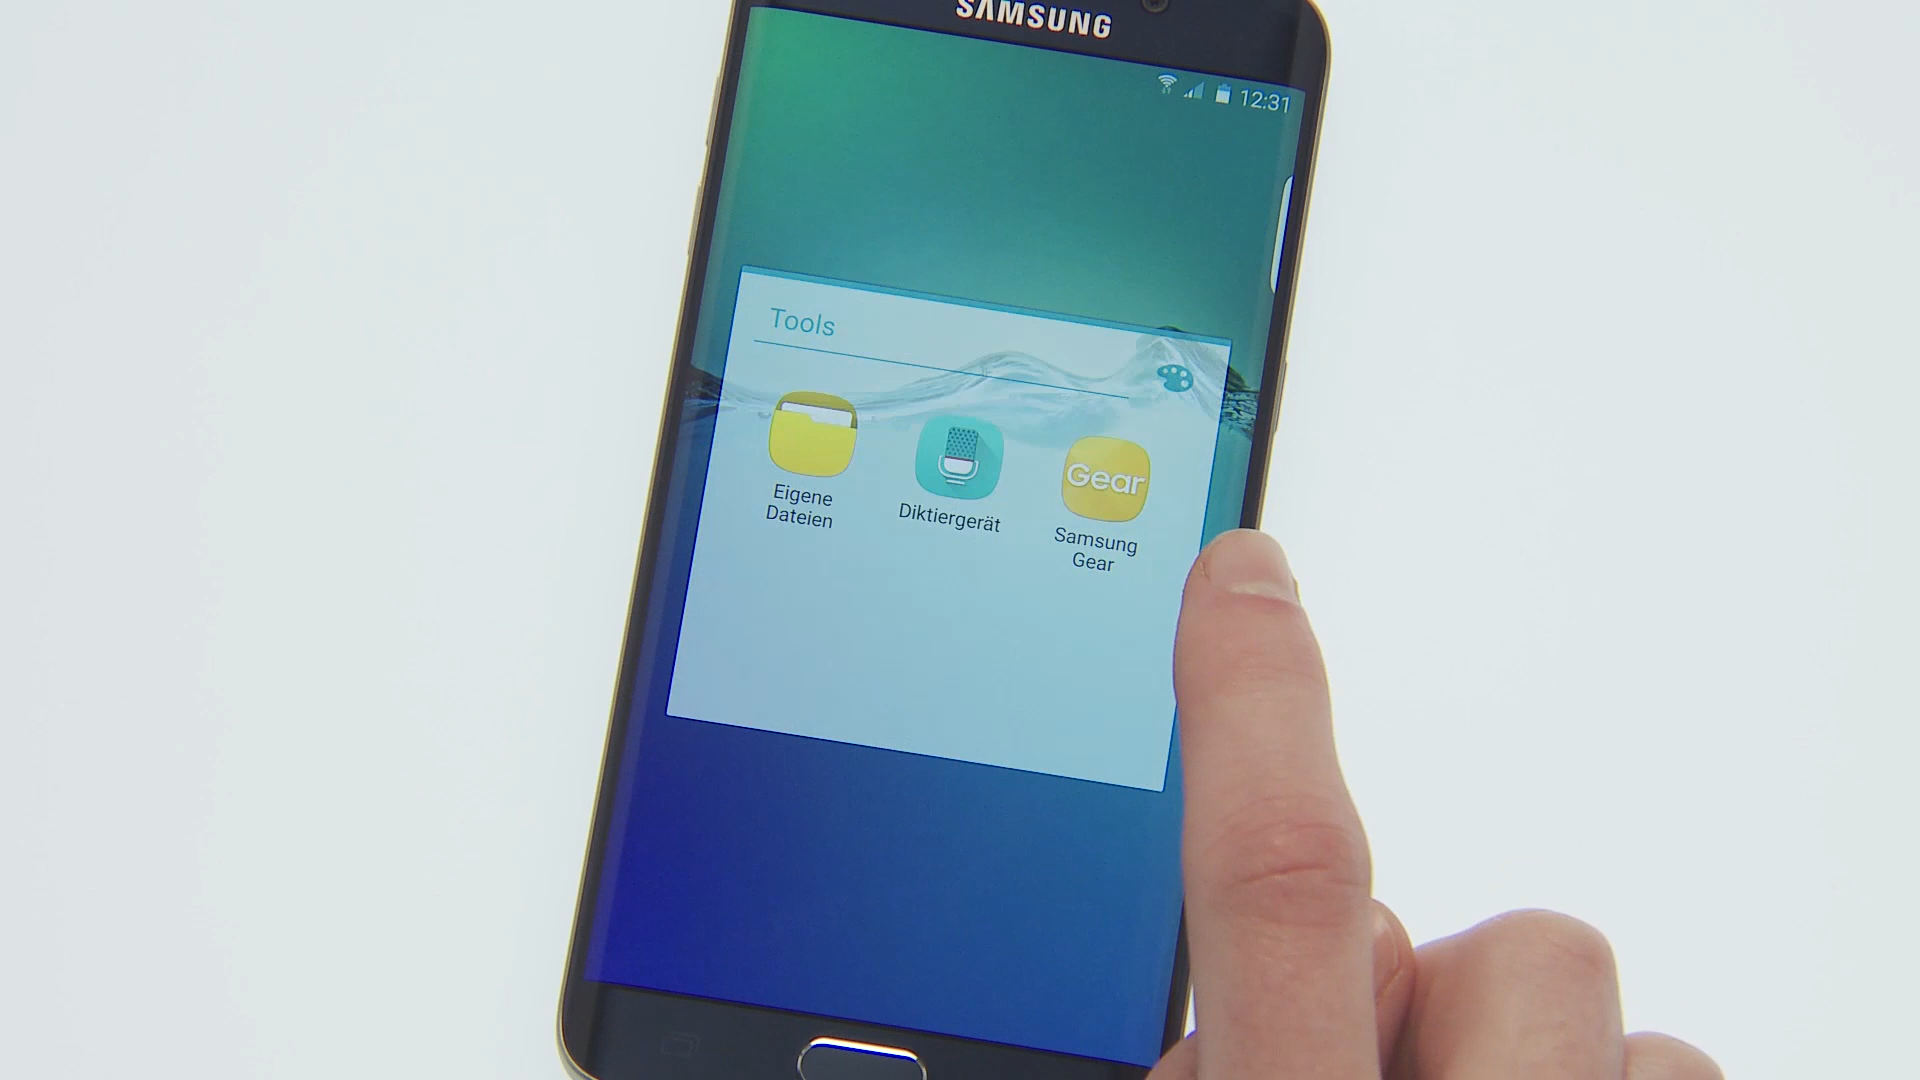 SAMSUNG
12:31
Tools
Gear
Eigene
Dateien
Diktiergerät
Samsung
Gear